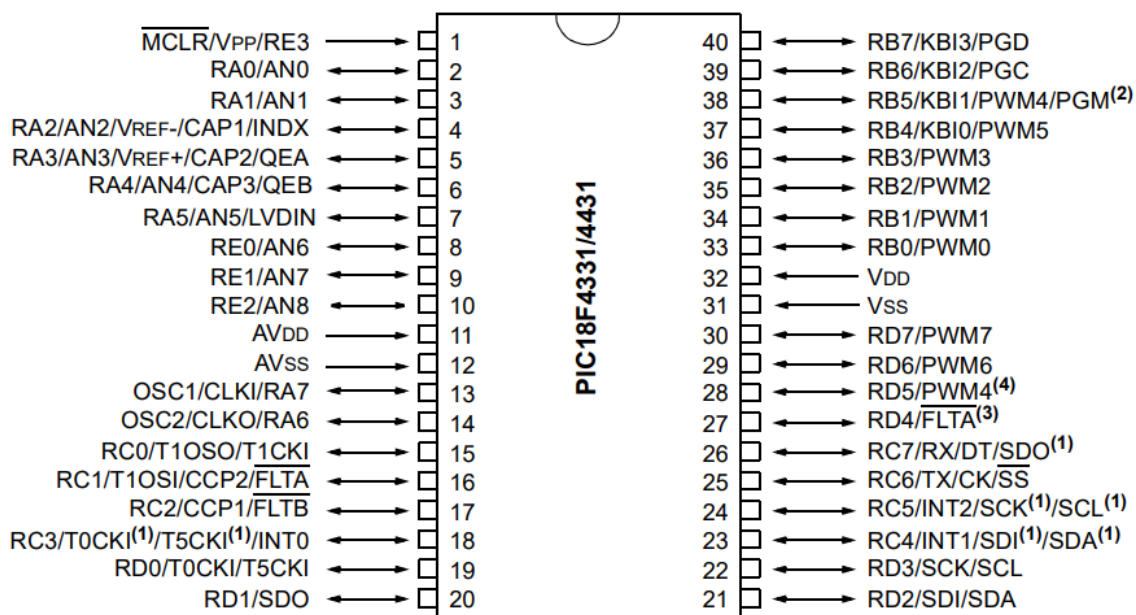 MCLR/VPP/RE3
RA0/AN0
RA1/AN1
RA2/AN2/VREF-/CAP1/INDX
RA3/AN3/VREF+/CAP2/QEA
RA4/AN4/CAP3/QEB
RA5/AN5/LVDIN
RE0/AN6
RE1/AN7
RE2/AN8
AVDD
AVSS
OSC1/CLKI/RA7
OSC2/CLKO/RA6
RC0/T1OSO/T1CKI
RC1/T1OSI/CCP2/FLTA
RC2/CCP1/FLTB
RC3/T0CKI(1)/T5CKI(1)/INT0
RD0/T0CKI/T5CKI
RD1/SDO
1
2
3
4
5
6
7
8
9
10
11
12
13
14
15
16
17
18
19
20
PIC18F4331/4431
40
39
38
37
36
35
34
33
32
31
30
29
28
27
26
25
24
23
22
21
RB7/KBI3/PGD
RB6/KBI2/PGC
RB5/KBI1/PWM4/PGM(2)
RB4/KBI0/PWM5
RB3/PWM3
RB2/PWM2
RB1/PWM1
RB0/PWM0
VDD
VSS
RD7/PWM7
RD6/PWM6
RD5/PWM4(4)
RD4/FLTA(3)
RC7/RX/DT/SDO(1)
RC6/TX/CK/SS
RC5/INT2/SCK(1)/SCL(1)
RC4/INT1/SDI(1)/SDA(1)
RD3/SCK/SCL
RD2/SDI/SDA